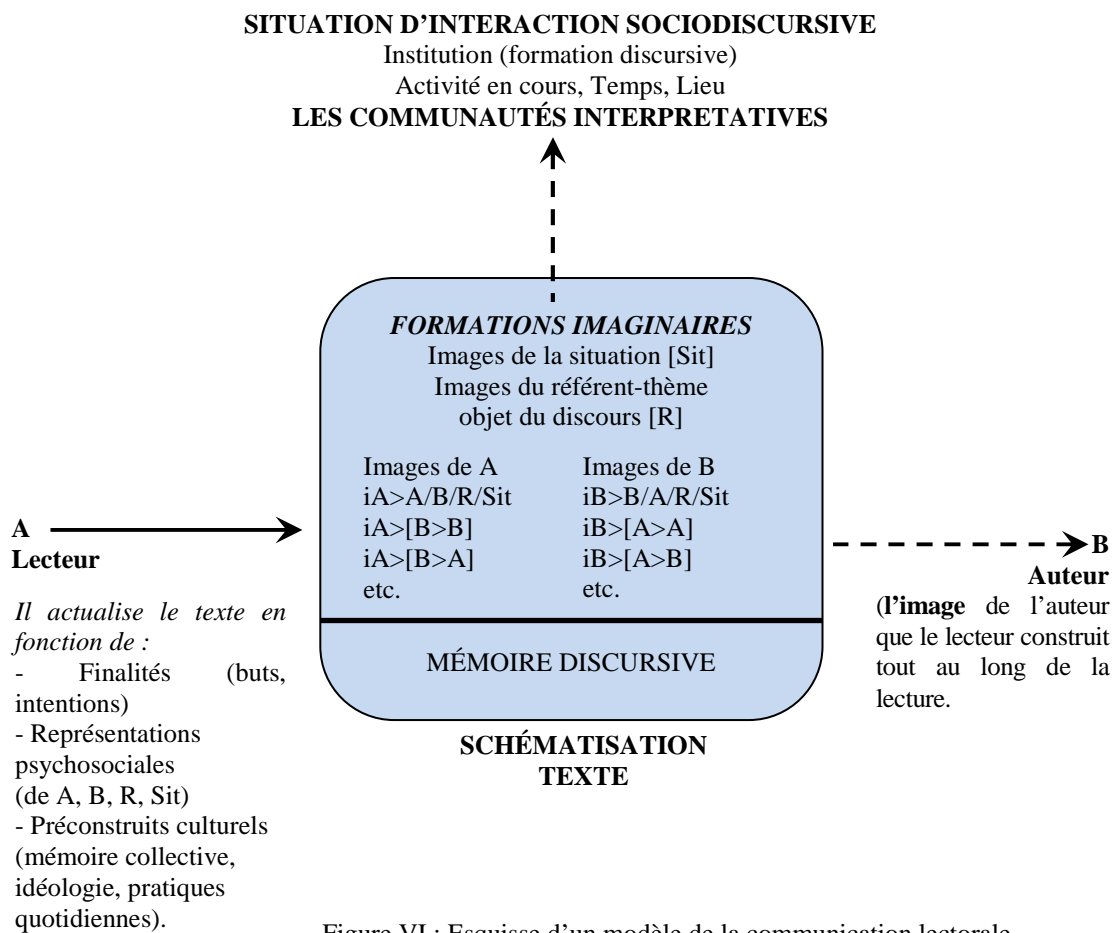 SITUATION D’INTERACTION SOCIODISCURSIVE
Institution (formation discursive)
Activité en cours, Temps, Lieu
LES COMMUNAUTÉS INTERPRETATIVES
FORMATIONS IMAGINAIRES
Images de la situation [Sit]
Images du référent-thème
objet du discours [R]
Images de A
iA>A/B/R/Sit
iA>[B>B]
iA>[B>A]
etc.
Images de B
iB>B/A/R/Sit
iB>[A>A]
iB>[A>B]
etc.
MÉMOIRE DISCURSIVE
SCHÉMATISATION
TEXTE
A
Lecteur
Il actualise le texte en
fonction de :
- Finalités (buts,
intentions)
- Représentations
psychosociales
(de A, B, R, Sit)
- Préconstruits culturels
(mémoire collective,
idéologie, pratiques
quotidiennes).
B
Auteur
(l’image de l’auteur
que le lecteur construit
tout au long de la
lecture.
Figure VI : Esquisse d’un modèle de la communication lectorale